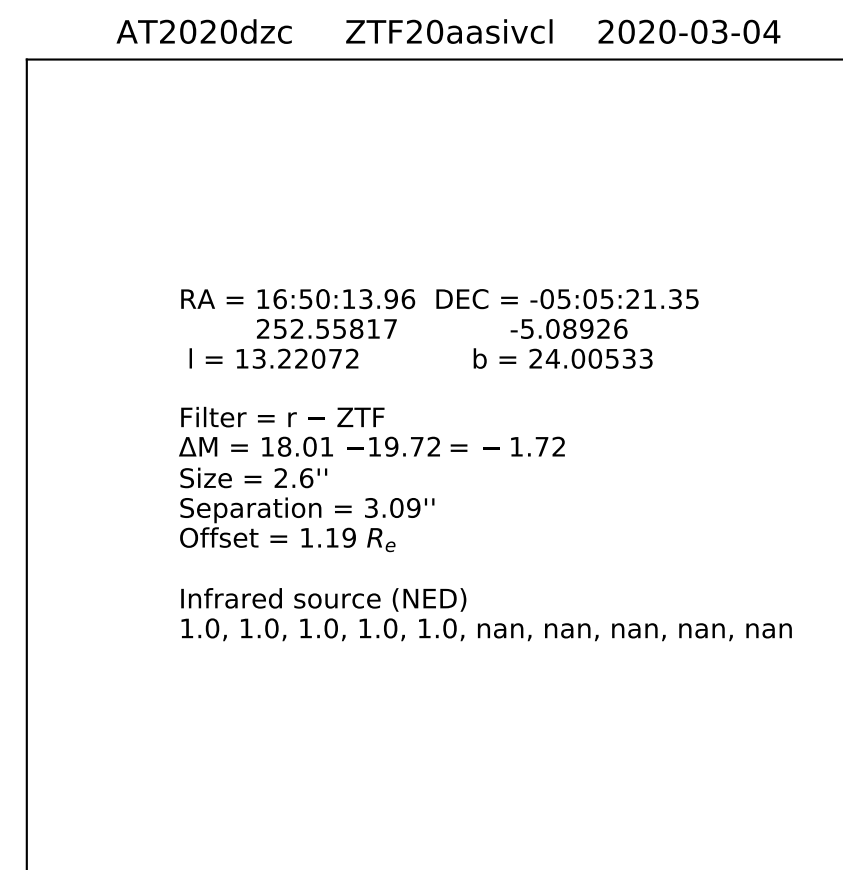 AT2020dzc ZTF20aasivcl 2020-03-04
RA = 16:50:13.96 DEC = -05:05:21.35
252.55817 -5.08926
l = 13.22072 b = 24.00533
Filter = r − ZTF
ΔM = 18.01 −19.72 = − 1.72
Size = 2.6''
Separation = 3.09''
Offset = 1.19 Re
Infrared source (NED)
1.0, 1.0, 1.0, 1.0, 1.0, nan, nan, nan, nan, nan